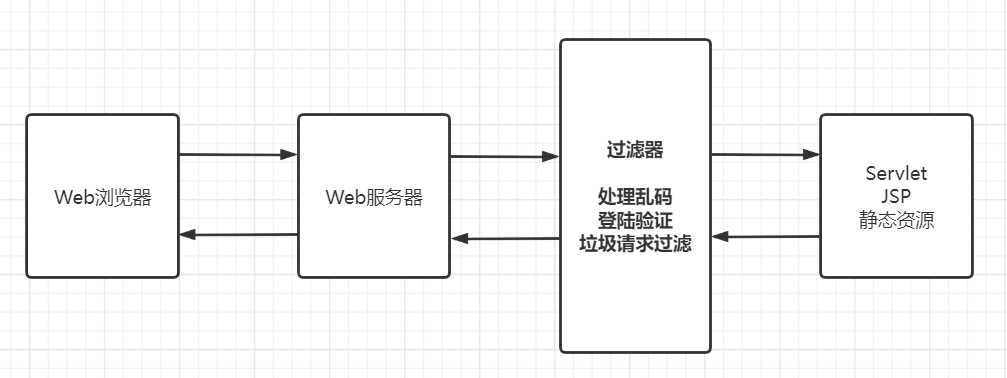 Web浏览器
Web服务器
过滤器
处理乱码
登陆验证
垃圾请求过滤
Servlet
JSP
静态资源